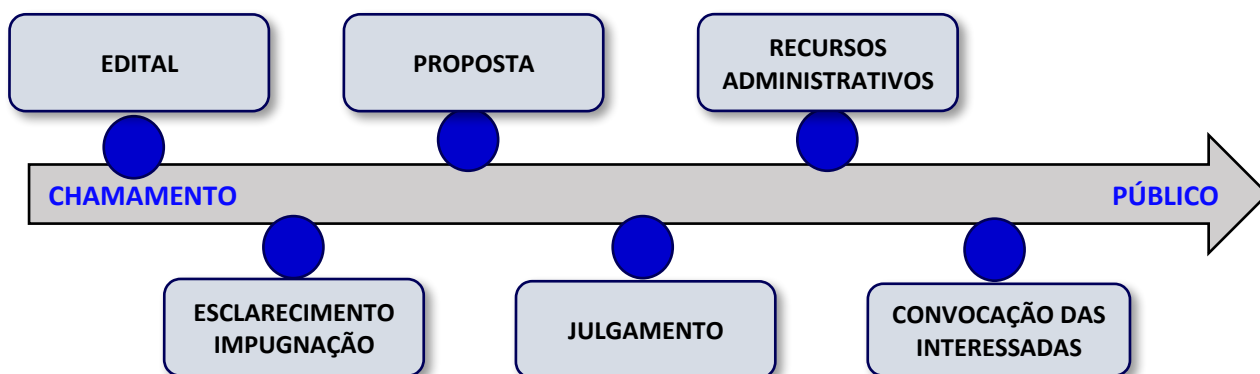 EDITAL
PROPOSTA
RECURSOS
ADMINISTRATIVOS
CHAMAMENTO
PÚBLICO
ESCLARECIMENTO
IMPUGNAÇÃO
JULGAMENTO
CONVOCAÇÃO DAS
INTERESSADAS